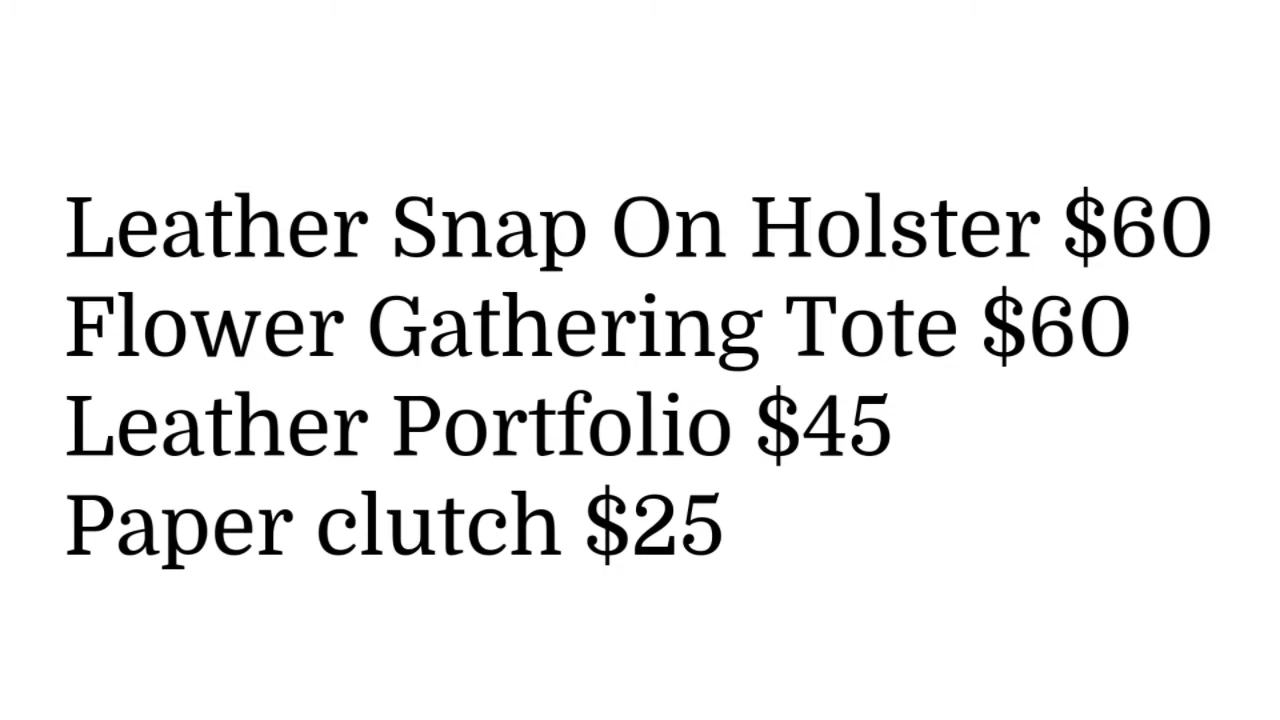 Leather Snap On Holster $60
Flower Gathering Tote $60
Leather Portfolio $45
Paper clutch $25